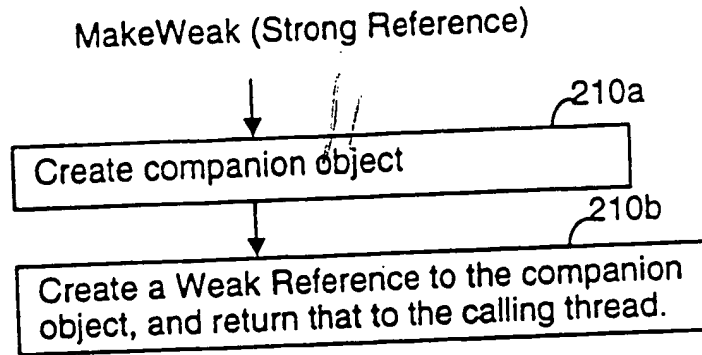 MakeWeak (Strong Reference)
210a
Create companion object
210b
Create a Weak Reference to the companion
object, and return that to the calling thread.